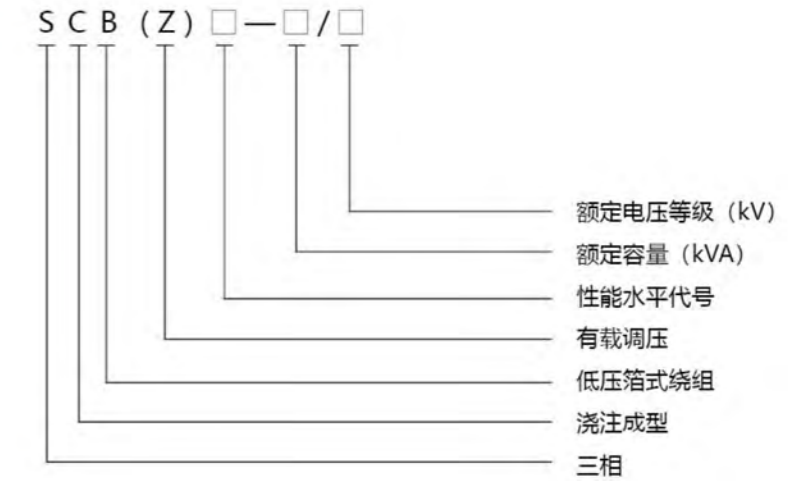 S C B (Z) □—□/□
额定电压等级（kV）
额定容量（kVA）
性能水平代号
有载调压
低压箔式绕组
浇注成型
三相